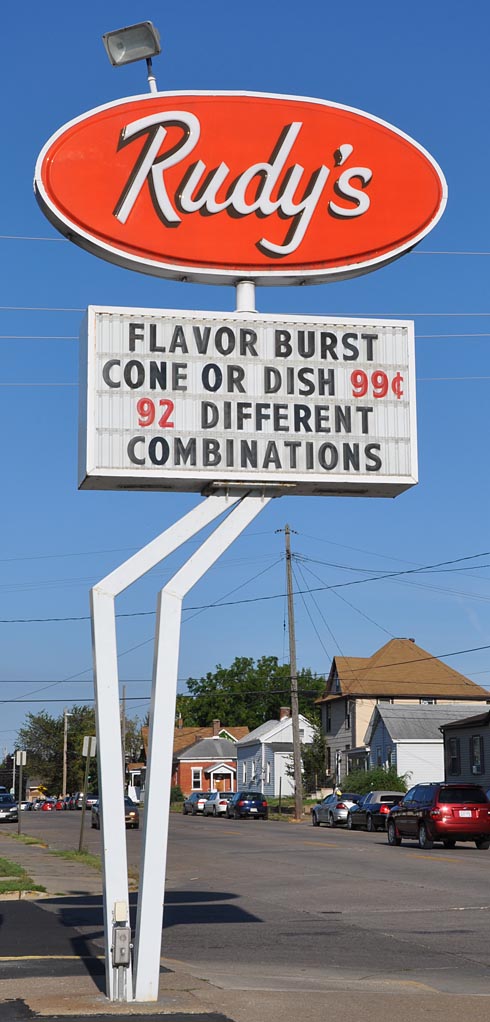 Rudy's
FLAVOR BURST
CONE OR DISH 99¢
92 DIFFERENT
COMBINATIONS